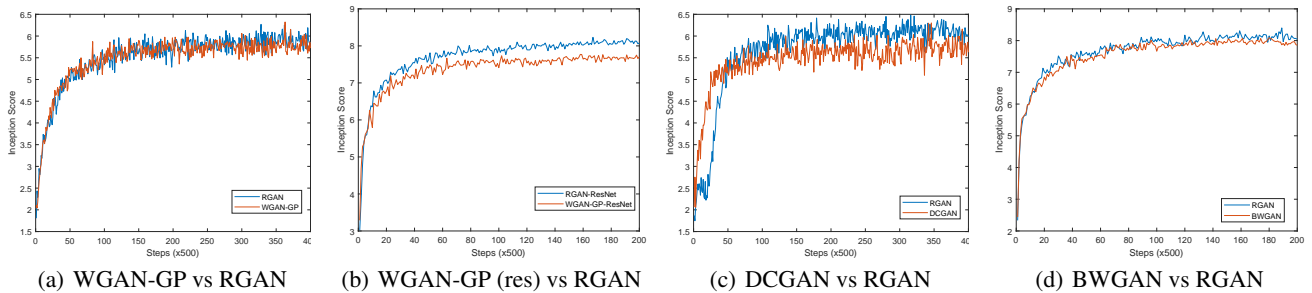 6.5
6
5.5
5
4.5
4
3.5
3
2.5
2
1.5
Inception Score
0 50 100 150 200 250 300 350 400
Steps (x500)
RGAN
WGAN-GP
(a) WGAN-GP vs RGAN
9
8
7
6
5
4
3
Inception Score
0 20 40 60 80 100 120 140 160 180 200
Steps (x500)
RGAN-ResNet
WGAN-GP-ResNet
(b) WGAN-GP (res) vs RGAN
6.5
6
5.5
5
4.5
4
3.5
3
2.5
2
1.5
Inception Score
0 50 100 150 200 250 300 350 400
Steps (x500)
RGAN
DCGAN
(c) DCGAN vs RGAN
9
8
7
6
5
4
3
2
Inception Score
0 20 40 60 80 100 120 140 160 180 200
Steps (x500)
RGAN
BWGAN
(d) BWGAN vs RGAN